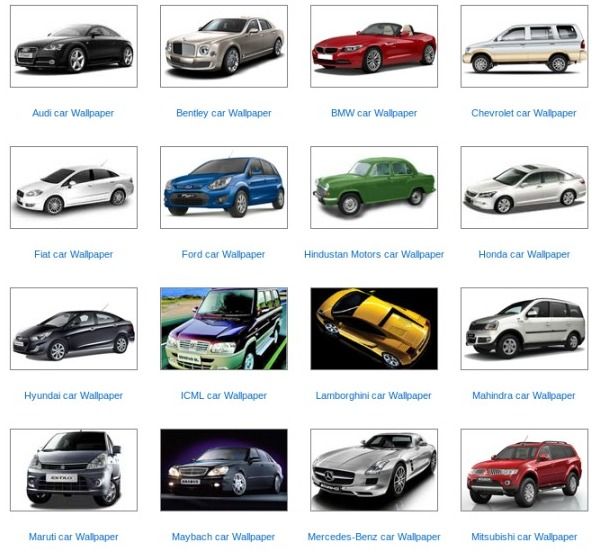 Audi car Wallpaper
Bentley car Wallpaper
BMW car Wallpaper
Chevrolet car Wallpaper
Fiat car Wallpaper
Ford car Wallpaper
Hindustan Motors car Wallpaper
Honda car Wallpaper
Hyundai car Wallpaper
ICML car Wallpaper
Lamborghini car Wallpaper
Mahindra car Wallpaper
ESTILO
Maruti car Wallpaper
Maybach car Wallpaper
Mercedes-Benz car Wallpaper
Mitsubishi car Wallpaper